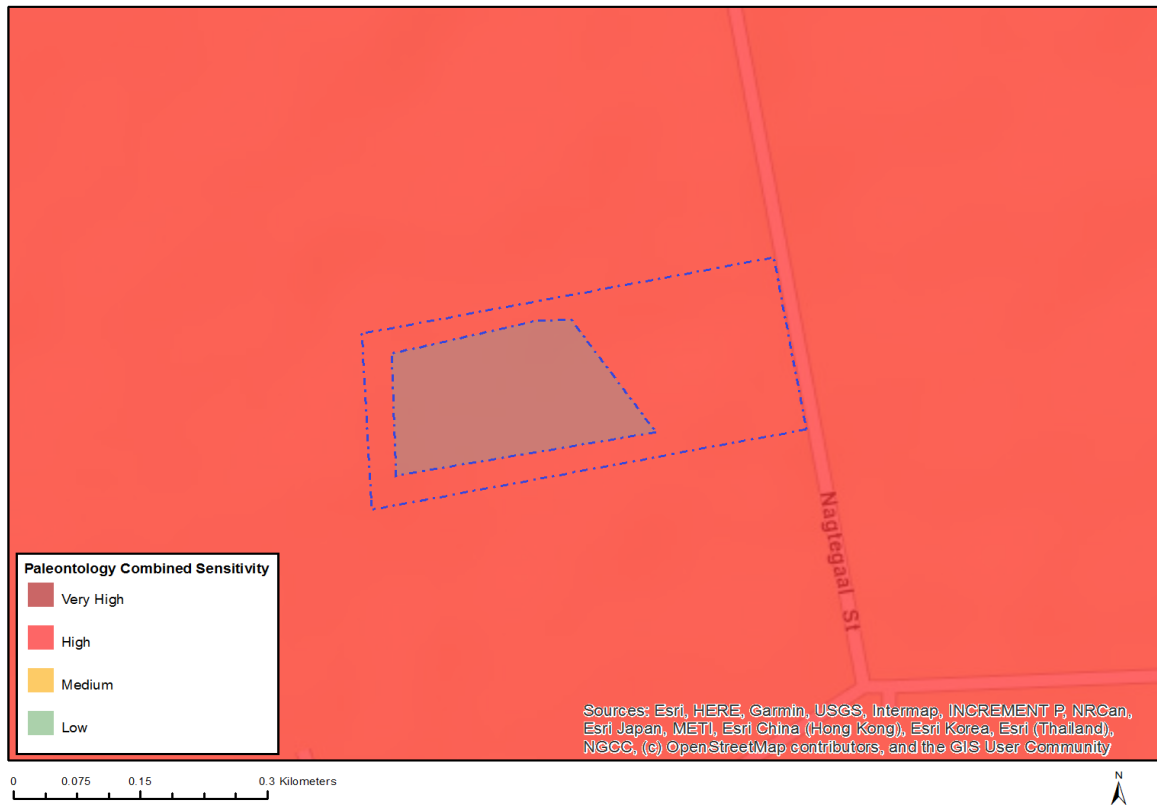 Nagtegaal St
Paleontology Combined Sensitivity
Very High
High
Medium
Low
Sources: Esri, HERE, Garmin, USGS, Intermap, INCREMENT P, NRCan,
Esri Japan, METI, Esri China (Hong Kong), Esri Korea, Esri (Thailand),
NGCC, (c) OpenStreetMap contributors, and the GIS User Community
0 0.075 0.15 0.3 Kilometers
N